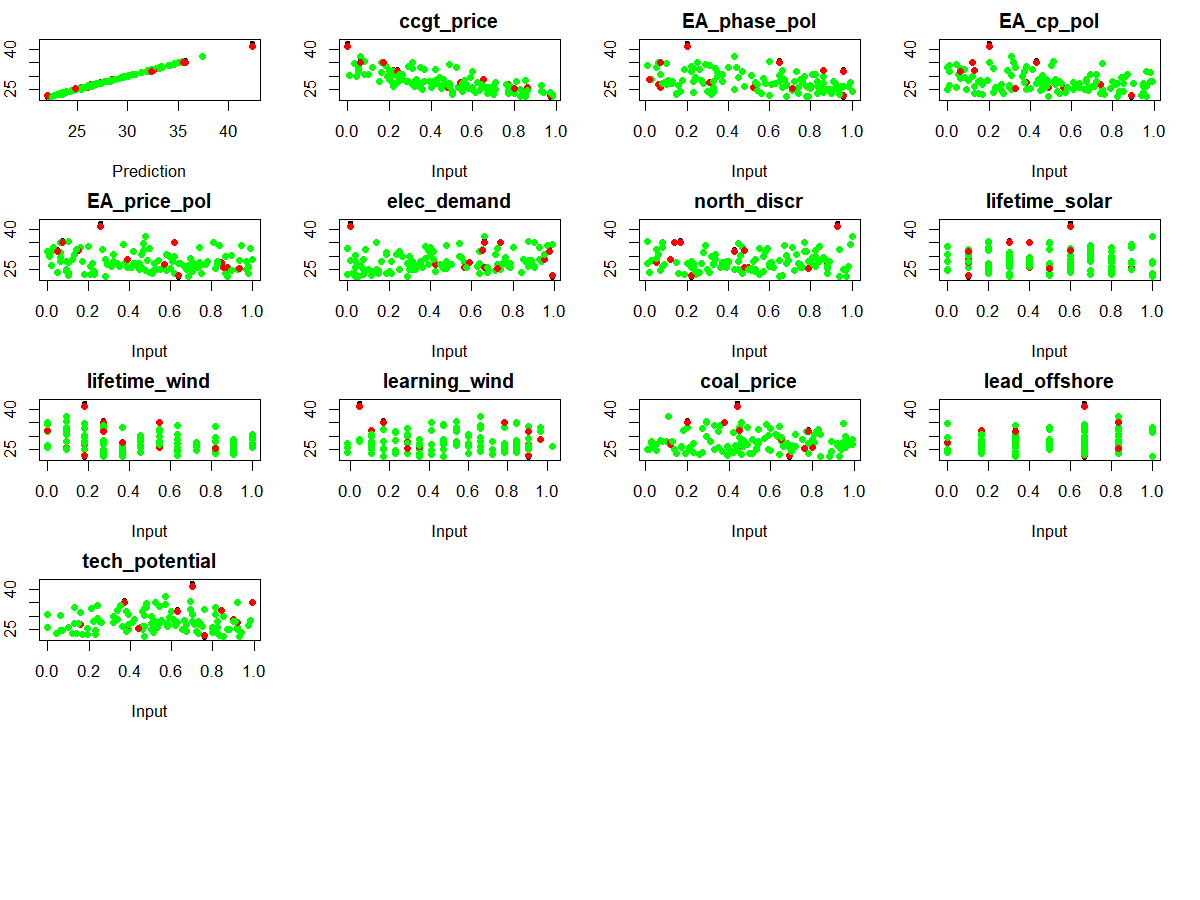 ccgt_price EA_phase_pol EA_cp_pol
40 25
25 30 35 40
Prediction
40 25
0.0 0.2 0.4 0.6 0.8 1.0
Input
40 25
0.0 0.2 0.4 0.6 0.8 1.0
Input
40 25
0.0 0.2 0.4 0.6 0.8 1.0
Input
EA_price_pol elec_demand north_discr lifetime_solar
40 25
0.0 0.2 0.4 0.6 0.8 1.0
Input
40 25
0.0 0.2 0.4 0.6 0.8 1.0
Input
40 25
0.0 0.2 0.4 0.6 0.8 1.0
Input
40 25
0.0 0.2 0.4 0.6 0.8 1.0
Input
lifetime_wind learning_wind coal_price lead_offshore
40 25
0.0 0.2 0.4 0.6 0.8 1.0
Input
40 25
0.0 0.2 0.4 0.6 0.8 1.0
Input
40 25
0.0 0.2 0.4 0.6 0.8 1.0
Input
40 25
0.0 0.2 0.4 0.6 0.8 1.0
Input
tech_potential
40 25
0.0 0.2 0.4 0.6 0.8 1.0
Input